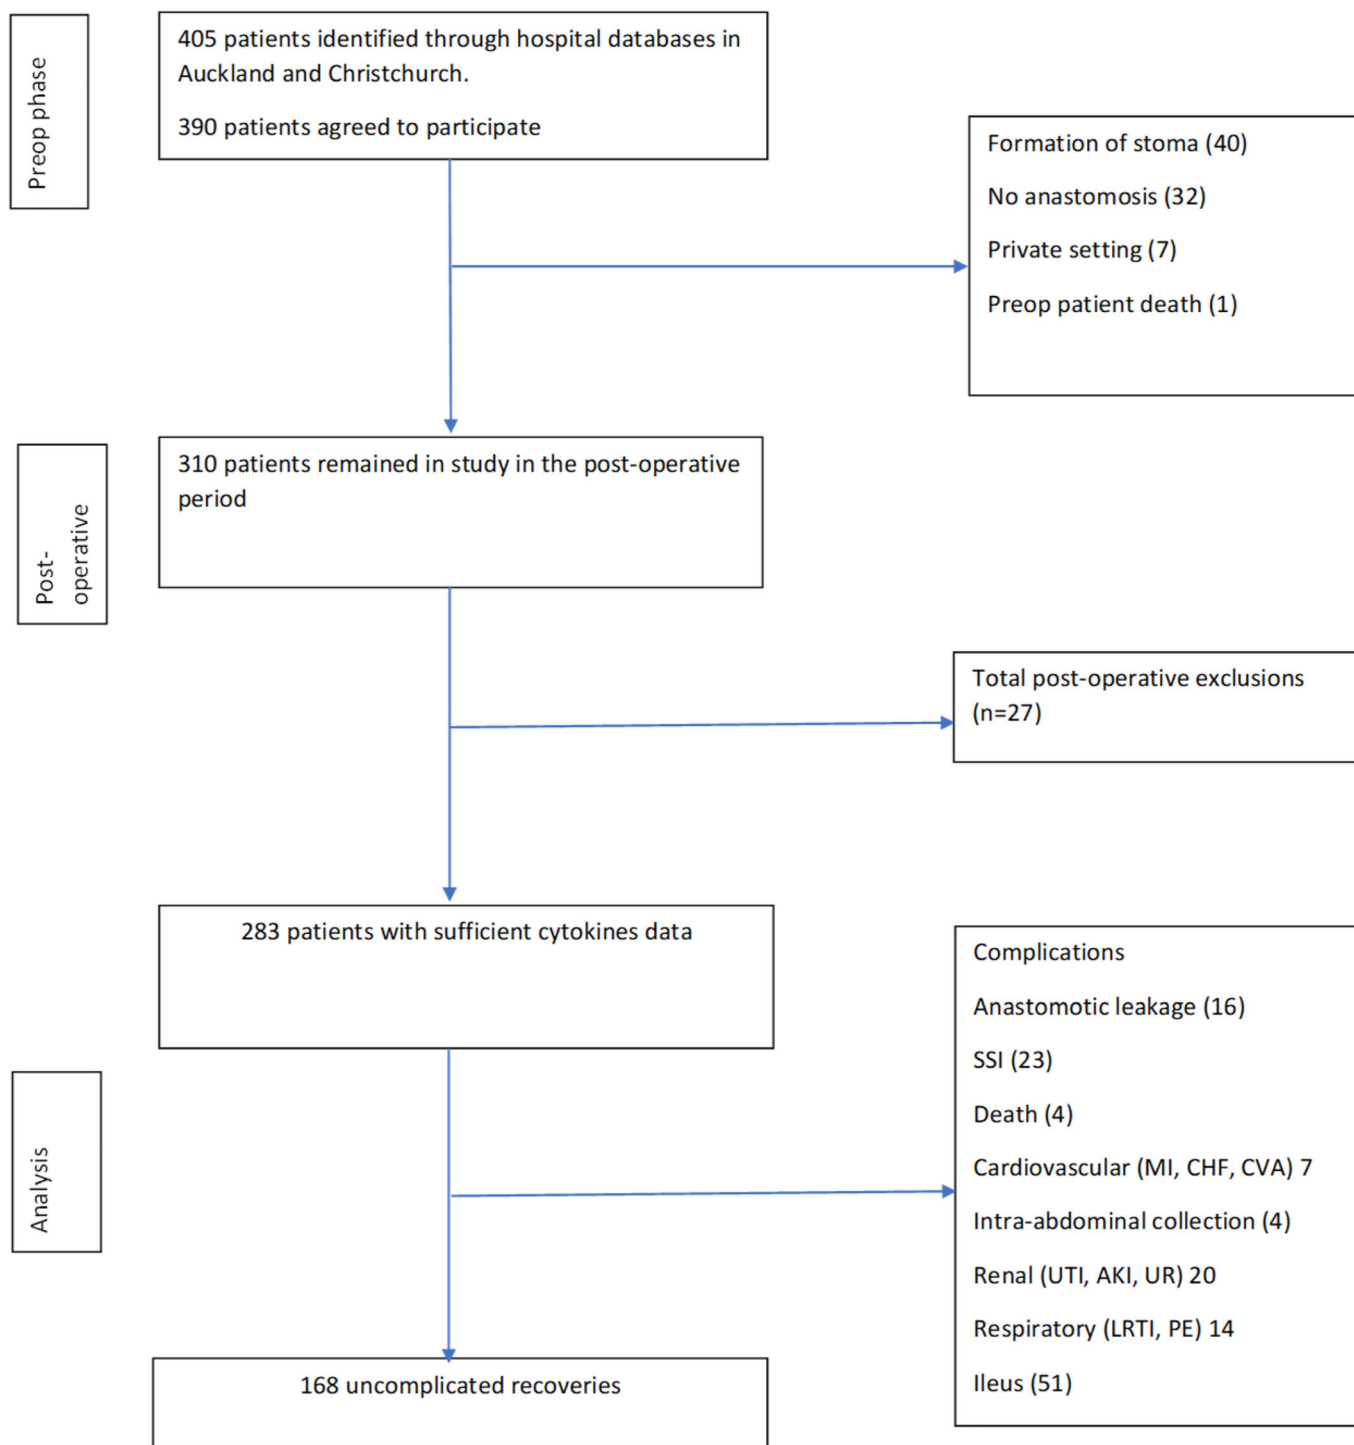 Preop phase
405 patients identified through hospital databases in
Auckland and Christchurch.
390 patients agreed to participate
Formation of stoma (40)
No anastomosis (32)
Private setting (7)
Preop patient death (1)
Post-
operative
310 patients remained in study in the post-operative
period
Total post-operative exclusions
(n=27)
283 patients with sufficient cytokines data
Analysis
Complications
Anastomotic leakage (16)
SSI (23)
Death (4)
Cardiovascular (MI, CHF, CVA) 7
Intra-abdominal collection (4)
Renal (UTI, AKI, UR) 20
Respiratory (LRTI, PE) 14
Ileus (51)
168 uncomplicated recoveries